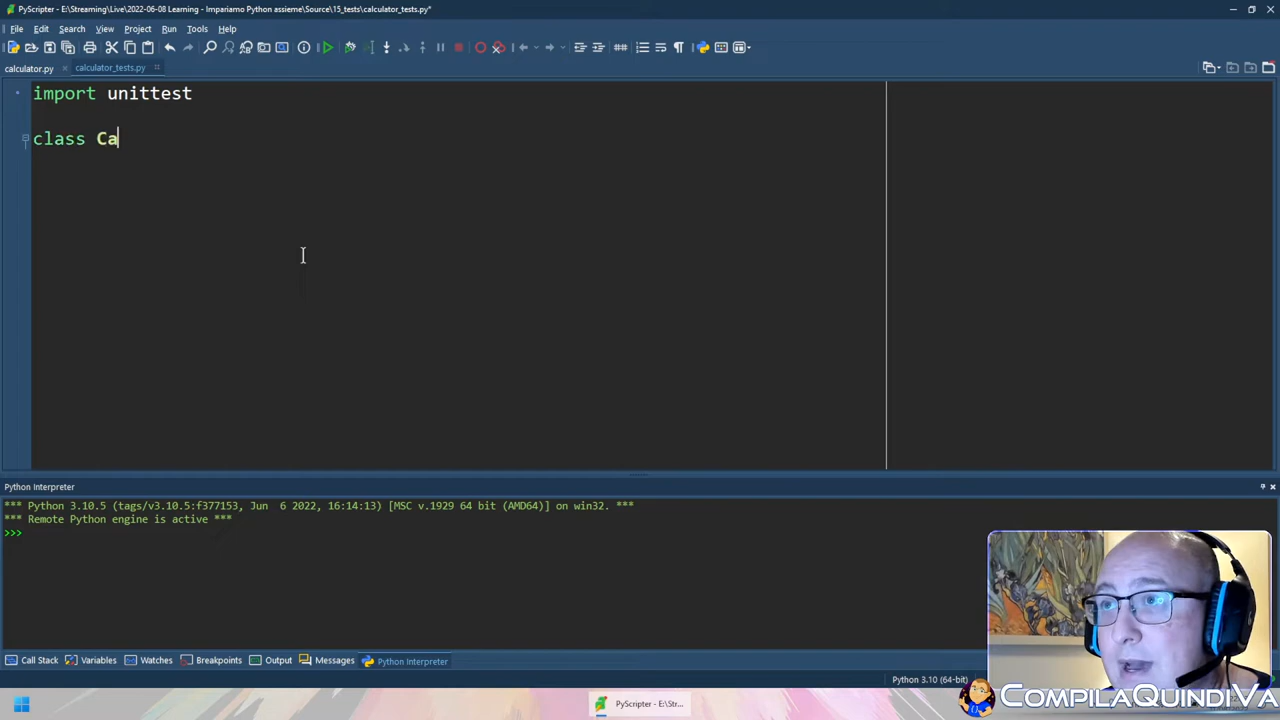 PyScripter - E:\Streaming\Live\2022-06-08 Learning - Impariamo Python assieme\Source\15_tests\calculator_tests.py*
File Edit Search View Project Run Tools Help
calculator.py calculator_tests.py
import unittest
class Ca
Python Interpreter
*** Python 3.10.5 (tags/v3.10.5:f377153, Jun 6 2022, 16:14:13) [MSC v.1929 64 bit (AMD64)] on win32. ***
*** Remote Python engine is active ***
>>>
Call Stack Variables Watches Breakpoints Output Messages Python Interpreter
Python 3.10 (64-bit)
PyScripter - E:\Stre...
COMPILAQUINDIVA